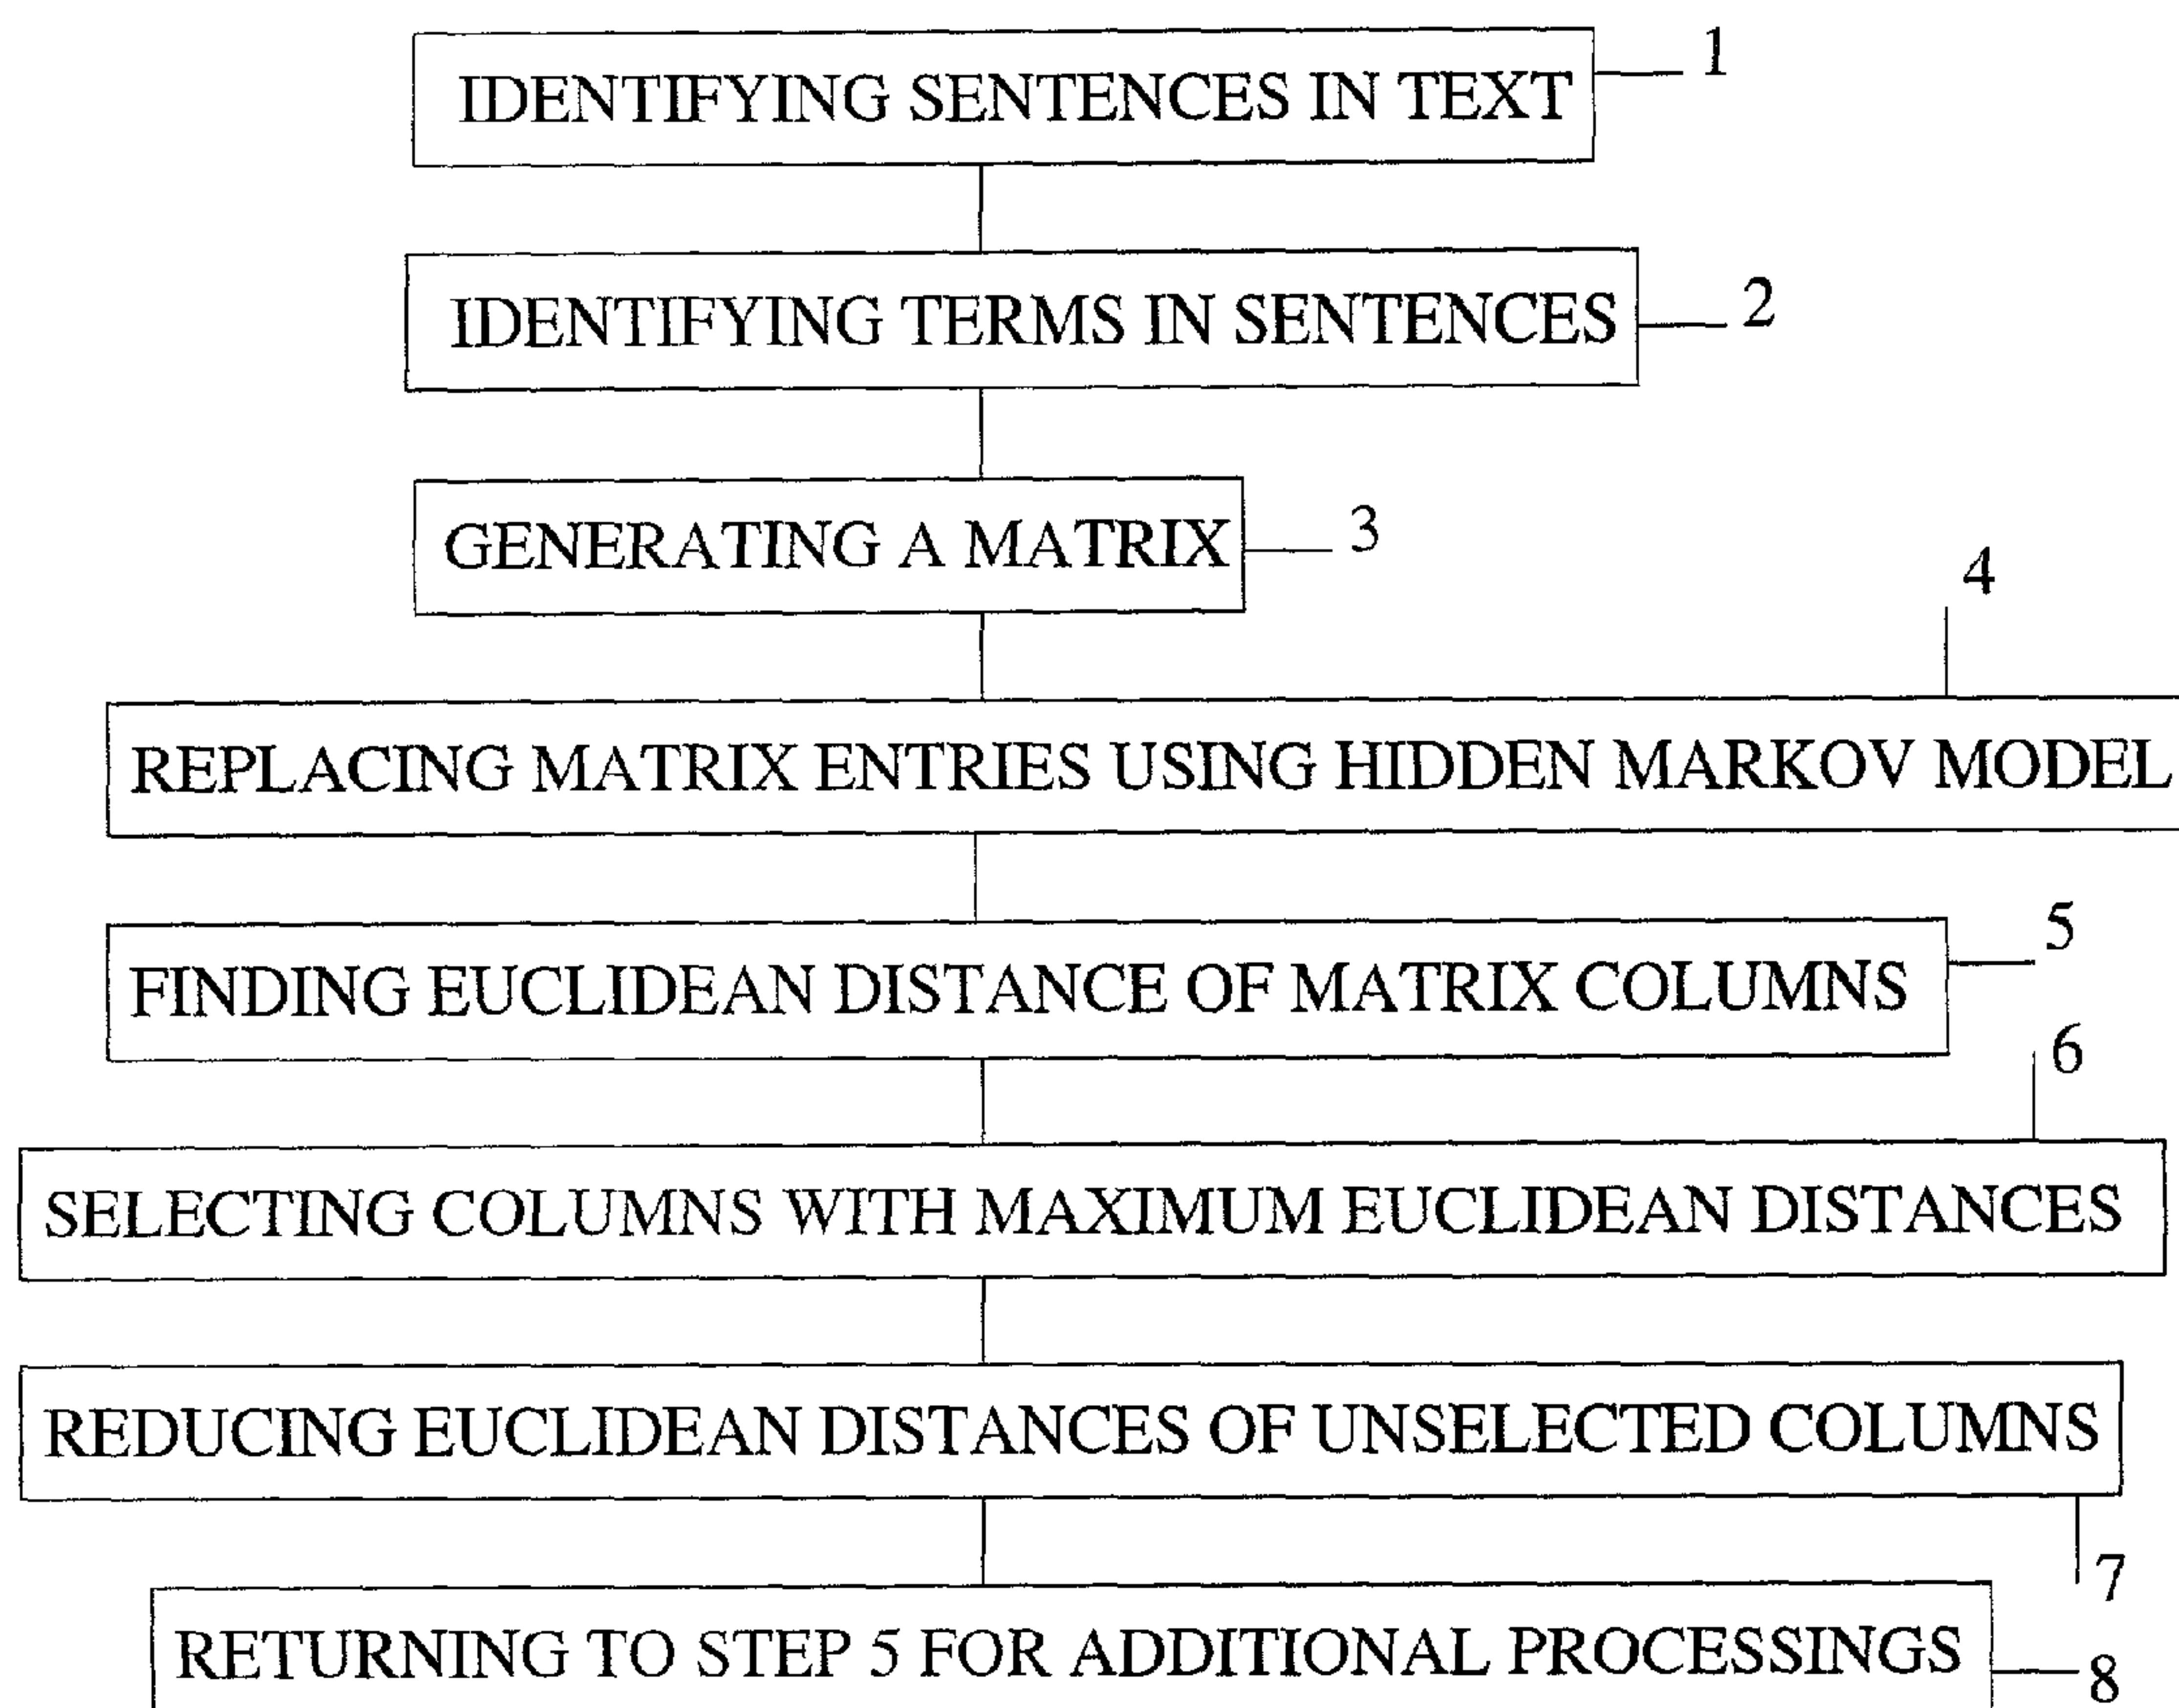 IDENTIFYING SENTENCES IN TEXT 1
IDENTIFYING TERMS IN SENTENCES 2
GENERATING A MATRIX 3
4
REPLACING MATRIX ENTRIES USING HIDDEN MARKOV MODEL
FINDING EUCLIDEAN DISTANCE OF MATRIX COLUMNS 5
6
SELECTING COLUMNS WITH MAXIMUM EUCLIDEAN DISTANCES
REDUCING EUCLIDEAN DISTANCES OF UNSELECTED COLUMNS
7
RETURNING TO STEP 5 FOR ADDITIONAL PROCESSINGS 8